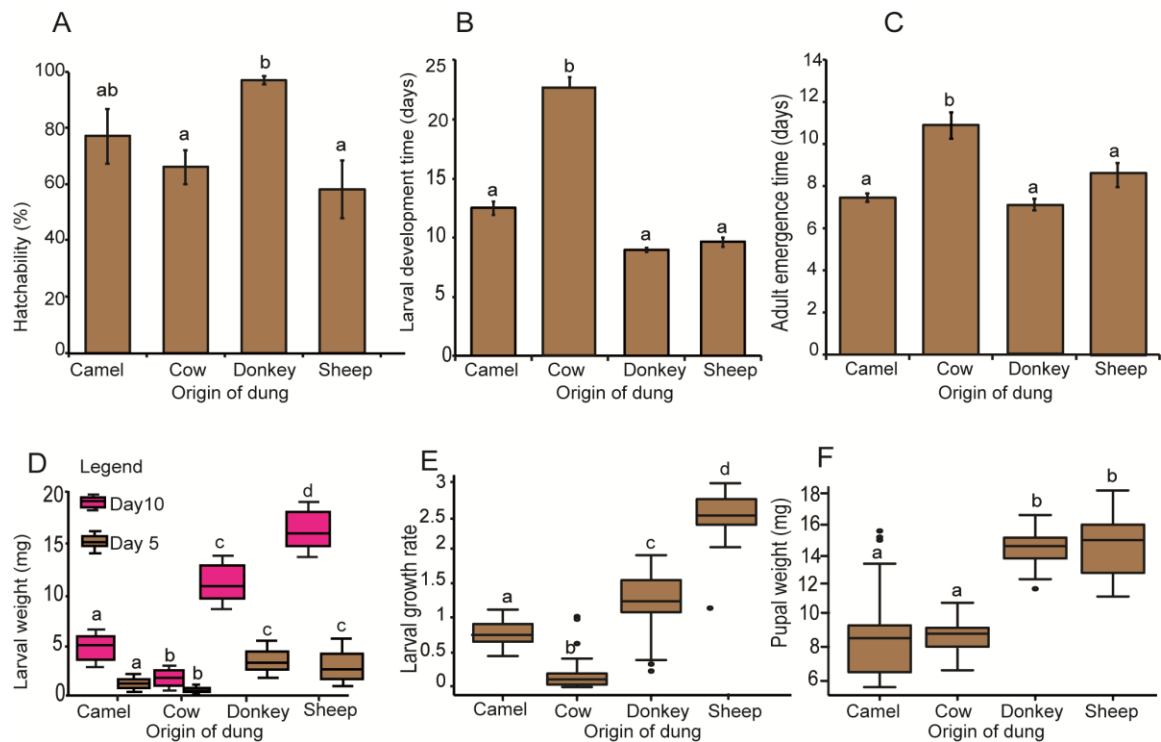 A
Hatchability (%)
100
80
60
40
60
20
0
ab
a
b
a
Camel Cow Donkey Sheep
Origin of dung
B
Larval development time (days)
25
20
15
10
5
0
a
b
a
a
Camel Cow Donkey Sheep
Origin of dung
C
Adult emergence time (days)
14
12
10
8
6
4
2
0
a
b
a
a
Camel Cow Donkey Sheep
Origin of dung
D
Legend
Day10
Day 5
Larval weight (mg)
20
15
10
5
0
a
a
b
b
c
c
d
c
Camel Cow Donkey Sheep
Origin of dung
E
Larval growth rate
3
2.5
2
1.5
1
0.5
0
a
b
c
d
Camel Cow Donkey Sheep
Origin of dung
F
Pupal weight (mg)
18
16
14
12
10
8
6
a
a
b
b
Camel Cow Donkey Sheep
Origin of dung